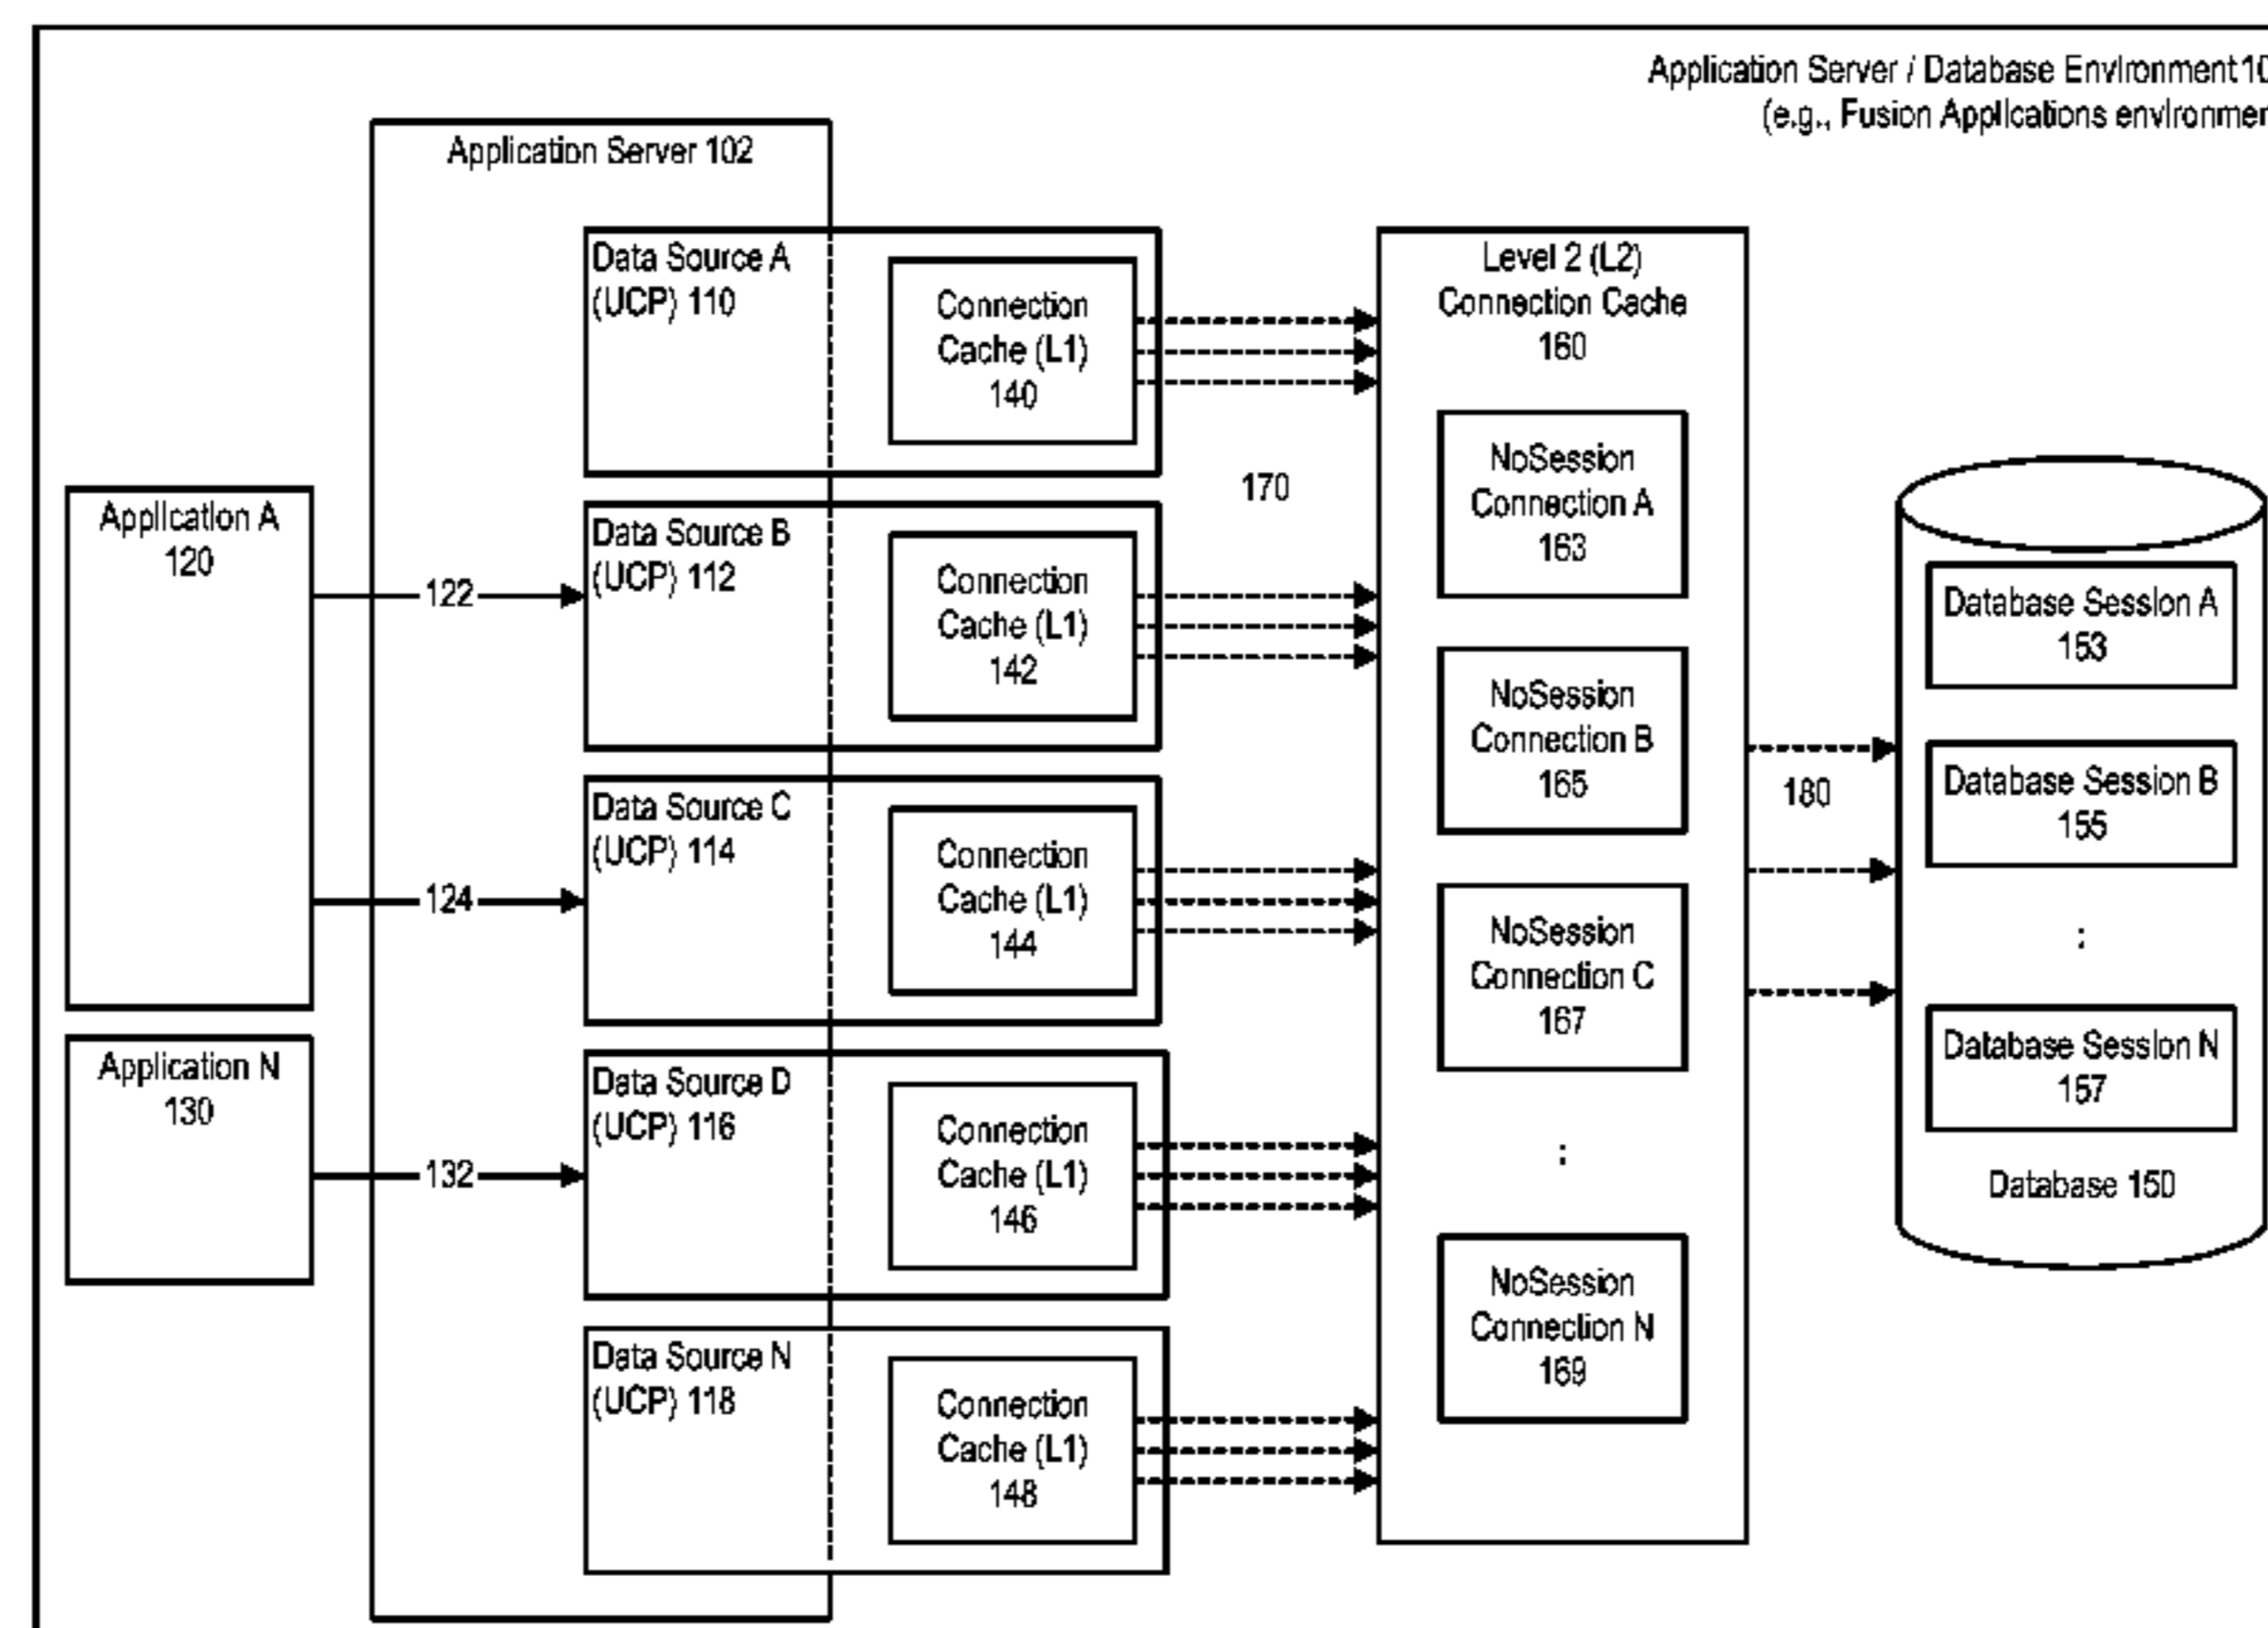 Application Server / Database Environment 10
(e.g., Fusion Applications environmen
Application Server 102
Data Source A
(UCP) 110
Connection
Cache (L1)
140
Level 2 (L2)
Connection Cache
160
170
NoSession
Connection A
163
Application A
120
122
Data Source B
(UCP) 112
Connection
Cache (L1)
142
Database Session A
153
NoSession
Connection B
165
180
Database Session B
155
:
124
Data Source C
(UCP) 114
Connection
Cache (L1)
144
NoSession
Connection C
167
:
Database Session N
157
Database 150
Application N
130
132
Data Source D
(UCP) 116
Connection
Cache (L1)
146
NoSession
Connection N
169
Data Source N
(UCP) 118
Connection
Cache (L1)
148